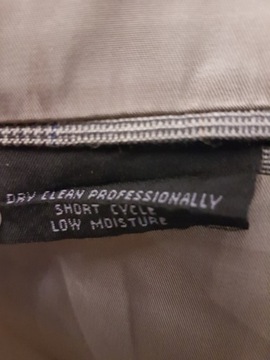 DRY CLEAN PROFESSIONALLY
SHORT CYCLE
LOW MOISTURE